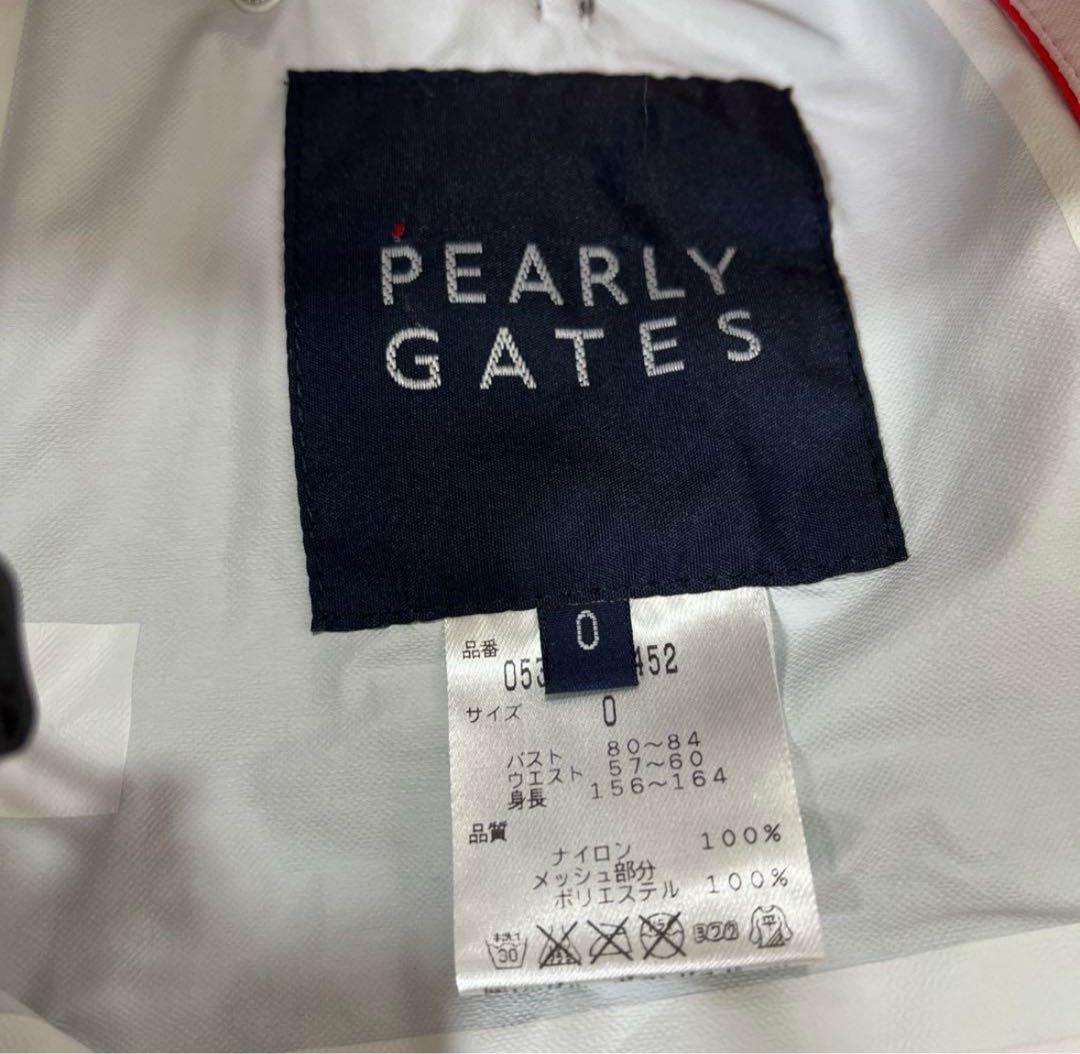 PEARLY
GATES
0
品番
053 452
サイズ 0
バスト 80〜84
ウエスト 57〜60
身長 156〜164
品質
ナイロン 100%
メッシュ部分
ポリエステル 100%
30
平